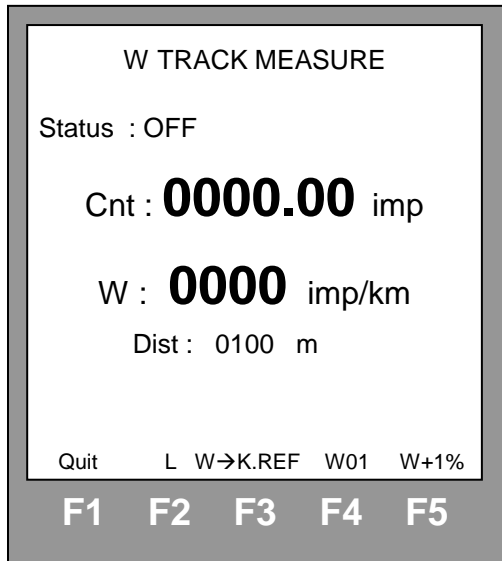 W TRACK MEASURE
Status : OFF
Cnt : 0000.00 imp
W : 0000 imp/km
Dist : 0100 m
Quit L W→K.REF W01 W+1%
F1 F2 F3 F4 F5